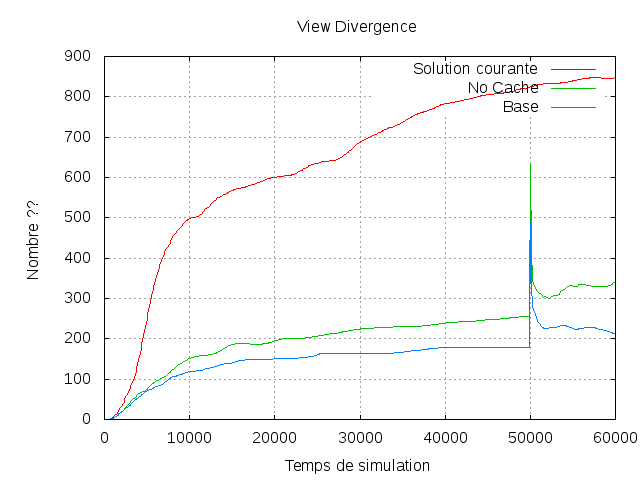 View Divergence
Solution courante
No Cache
Base
Nombre ??
900
800
700
600
500
400
300
200
100
0
0 10000 20000 30000 40000 50000 60000
Temps de simulation